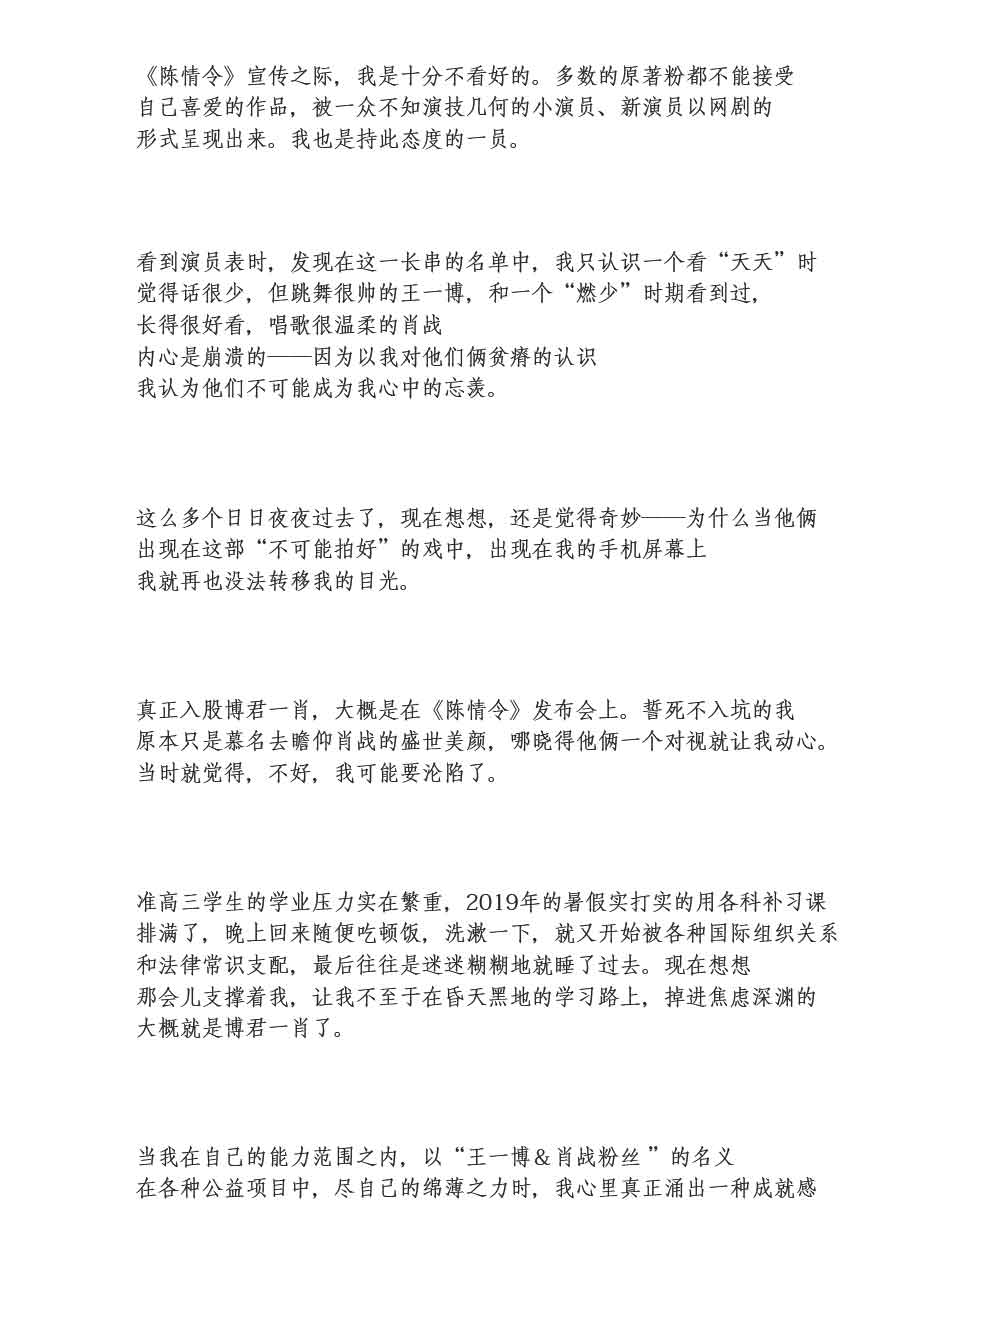 《陈情令》宣传之际，我是十分不看好的。多数的原著粉都不能接受
自己喜爱的作品，被一众不知演技几何的小演员、新演员以网剧的
形式呈现出来。我也是持此态度的一员。
看到演员表时，发现在这一长串的名单中，我只认识一个看“天天”时
觉得话很少，但跳舞很帅的王一博，和一个“燃少”时期看到过，
长得很好看，唱歌很温柔的肖战
内心是崩溃的——因为以我对他们俩贫瘠的认识
我认为他们不可能成为我心中的忘羡。
这么多个日日夜夜过去了，现在想想，还是觉得奇妙——为什么当他俩
出现在这部“不可能拍好”的戏中，出现在我的手机屏幕上
我就再也没法转移我的目光。
真正入股博君一肖，大概是在《陈情令》发布会上。誓死不入坑的我
原本只是慕名去瞻仰肖战的盛世美颜，哪晓得他俩一个对视就让我动心。
当时就觉得，不好，我可能要沦陷了。
准高三学生的学业压力实在繁重，2019年的暑假实打实的用各科补习课
排满了，晚上回来随便吃顿饭，洗漱一下，就又开始被各种国际组织关系
和法律常识支配，最后往往是迷迷糊糊地就睡了过去。现在想想
那会儿支撑着我，让我不至于在昏天黑地的学习路上，掉进焦虑深渊的
大概就是博君一肖了。
当我在自己的能力范围之内，以“王一博＆肖战粉丝 ”的名义
在各种公益项目中，尽自己的绵薄之力时，我心里真正涌出一种成就感